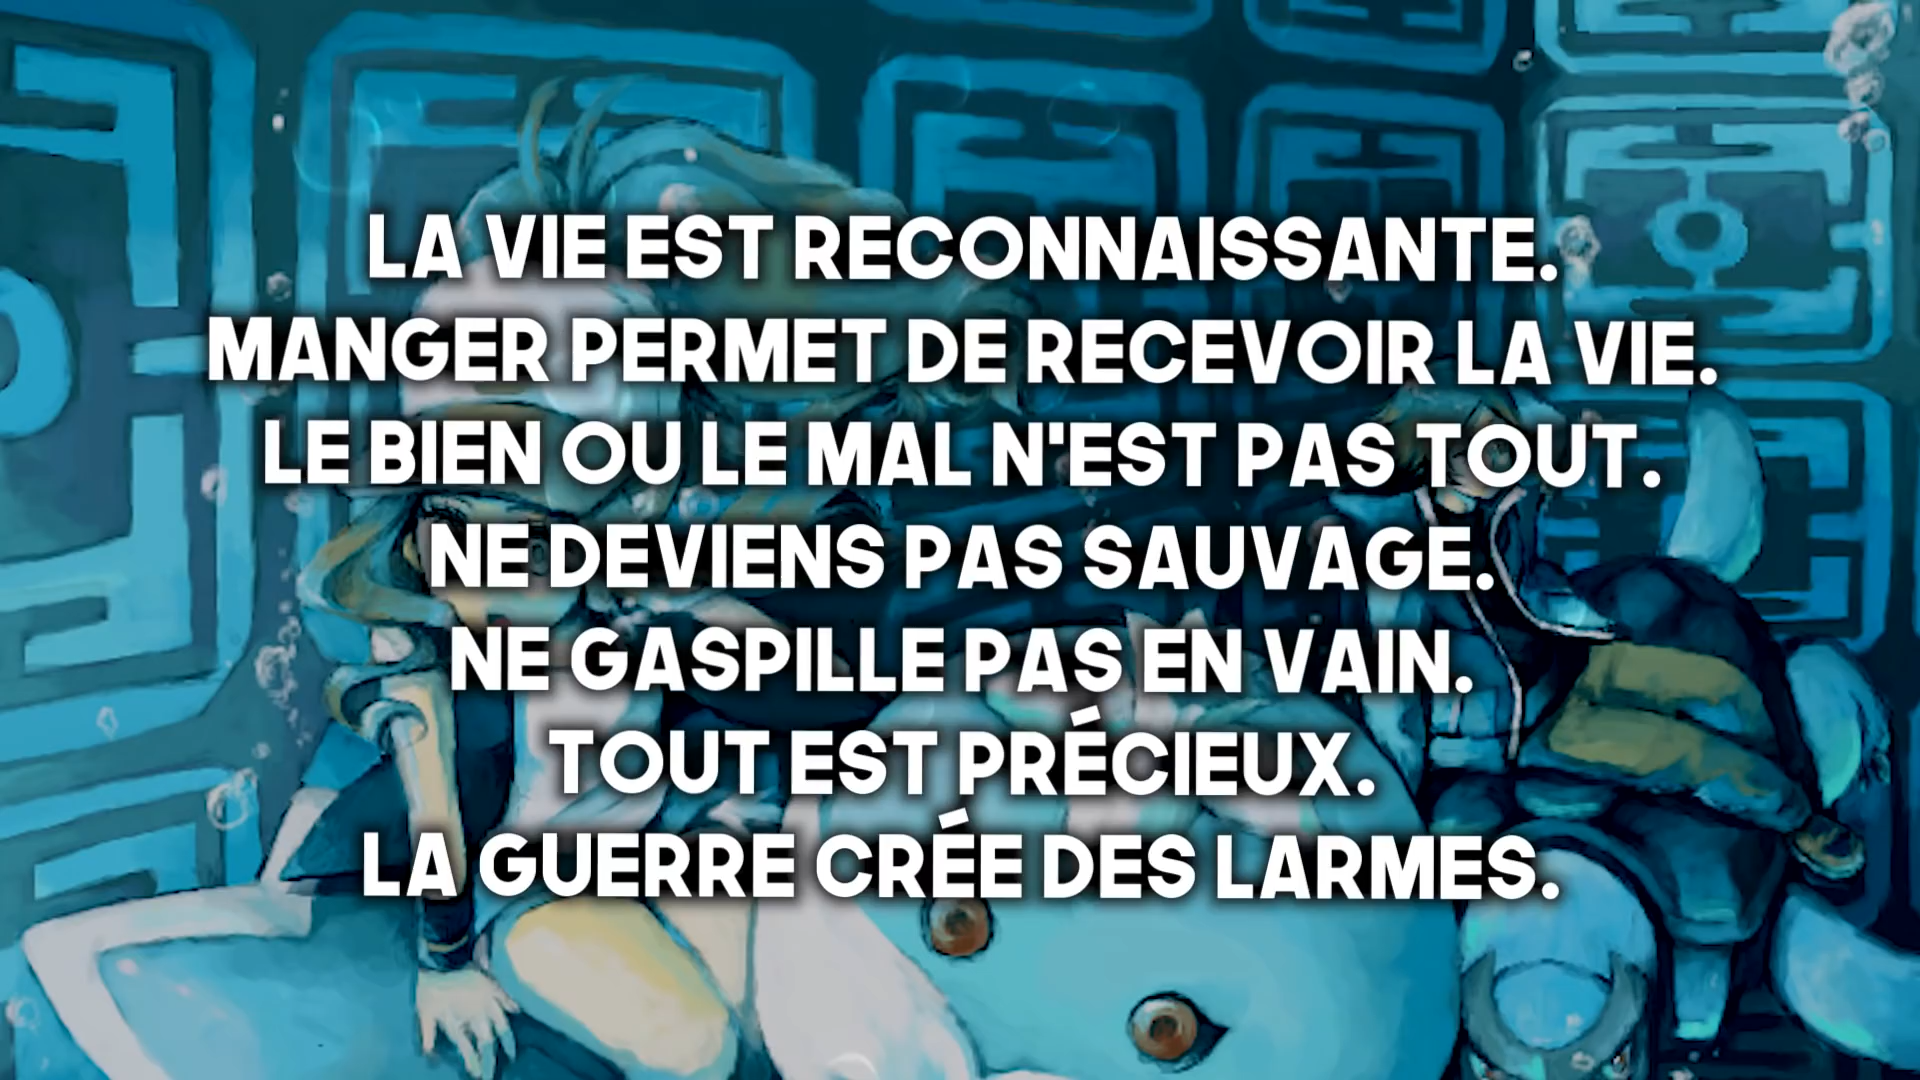 LA VIE EST RECONNAISSANTE.
MANGER PERMET DE RECEVOIR LA VIE.
LE BIEN OU LE MAL N'EST PAS TOUT.
NE DEVIENS PAS SAUVAGE.
NE GASPILLE PAS EN VAIN.
TOUT EST PRÉCIEUX.
LA GUERRE CRÉE DES LARMES.